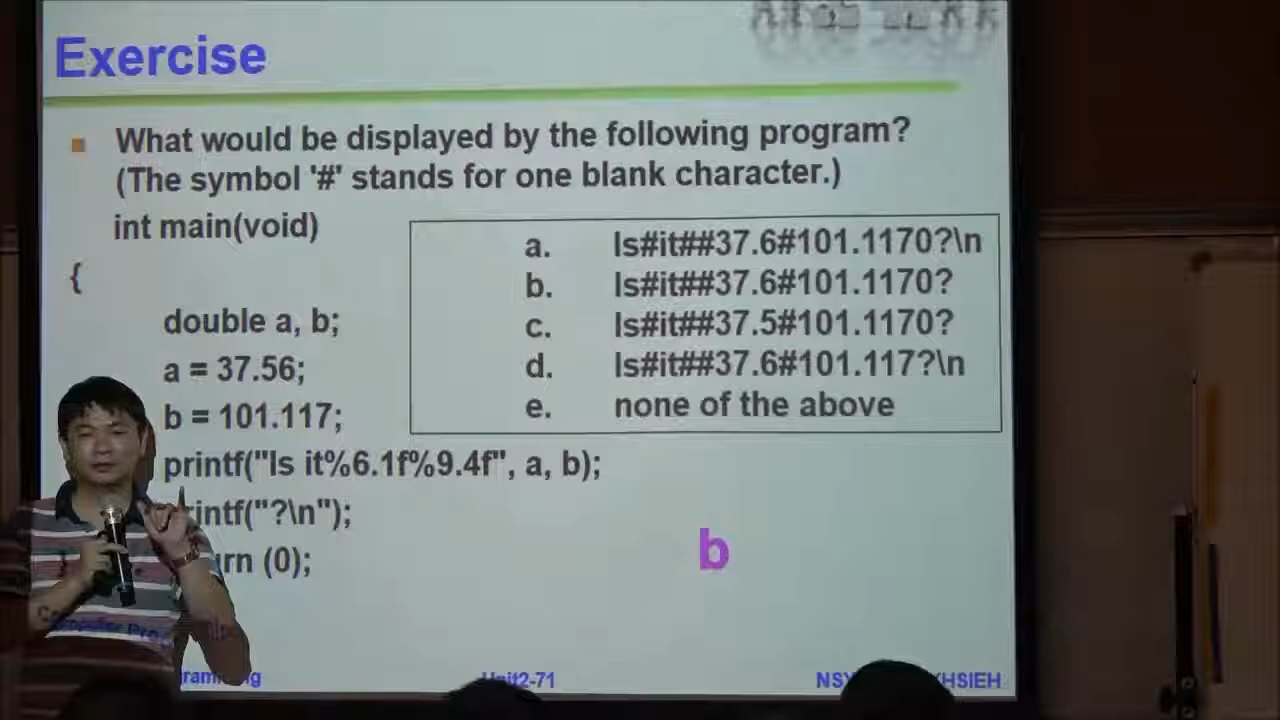 Exercise
What would be displayed by the following program?
(The symbol '#' stands for one blank character.)
int main(void)
{
double a, b;
a = 37.56;
b = 101.117;
printf("Is it%6.1f%9.4f", a, b);
intf("?\n");
rn (0);
a. Is#it##37.6#101.1170?\n
b. Is#it##37.6#101.1170?
c. Is#it##37.5#101.1170?
d. Is#it##37.6#101.117?\n
e. none of the above
b
Unit2-71
HSIEH